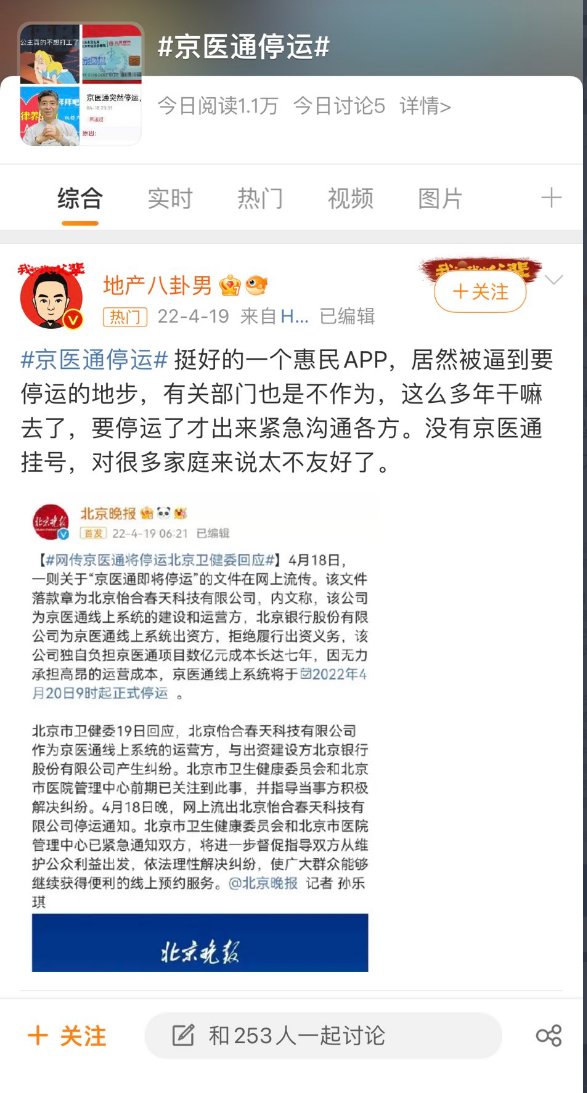 公主真的不想打工了
#京医通停运#
京医通突然停运,
今日阅读1.1万 今日讨论5 详情>
综合 实时 热门 视频 图片
地产八卦男
+关注
热门 22-4-19 来自H... 已编辑
#京医通停运# 挺好的一个惠民APP，居然被逼到要
停运的地步，有关部门也是不作为，这么多年干嘛
去了，要停运了才出来紧急沟通各方。没有京医通
挂号，对很多家庭来说太不友好了。
北京晚报
北京晚报
首发 22-4-19 06:21 已编辑
【#网传京医通将停运北京卫健委回应#】4月18日，
一则关于“京医通即将停运”的文件在网上流传。该文件
落款章为北京怡合春天科技有限公司，内文称，该公司
为京医通线上系统的建设和运营方，北京银行股份有限
公司为京医通线上系统出资方，拒绝履行出资义务，该
公司独自负担京医通项目数亿元成本长达七年，因无力
承担高昂的运营成本，京医通线上系统将于2022年4
月20日9时起正式停运 。
北京市卫健委19日回应，北京怡合春天科技有限公司
作为京医通线上系统的运营方，与出资建设方北京银行
股份有限公司产生纠纷。北京市卫生健康委员会和北京
市医院管理中心前期已关注到此事，并指导当事方积极
解决纠纷。4月18日晚，网上流出北京怡合春天科技有
限公司停运通知。北京市卫生健康委员会和北京市医院
管理中心已紧急通知双方，将进一步督促指导双方从维
护公众利益出发，依法理性解决纠纷，使广大群众能够
继续获得便利的线上预约服务。@北京晚报 记者 孙乐
琪
北京晚报
+ 关注
和253人一起讨论